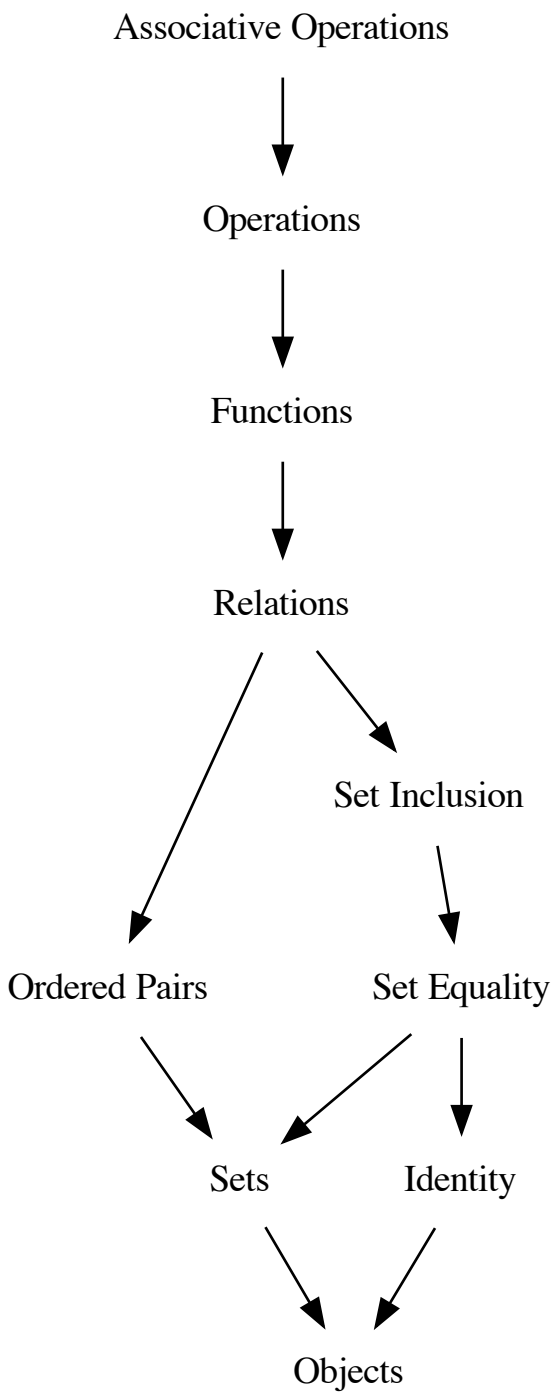 Associative Operations
Operations
Functions
Relations
Set Inclusion
Ordered Pairs
Set Equality
Sets
Identity
Objects